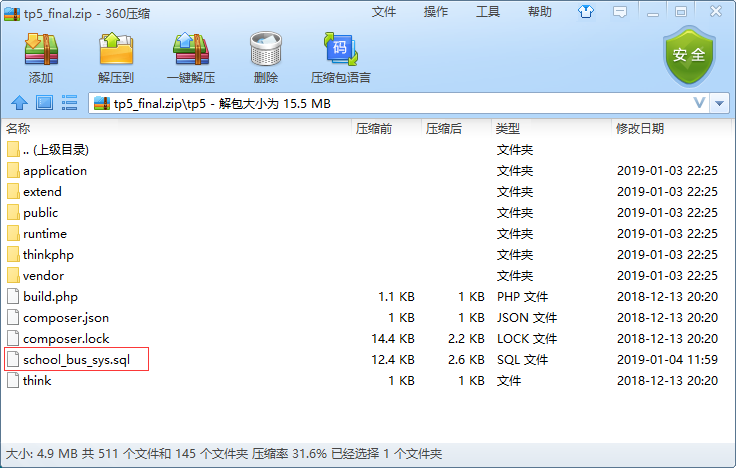 tp5_final.zip - 360压缩 文件 操作 工具 帮助
添加 解压到 一键解压 删除 码 压缩包语言 安全
tp5_final.zip\tp5 - 解包大小为 15.5 MB
名称 压缩前 压缩后 类型 修改日期
.. (上级目录) 文件夹
application 文件夹 2019-01-03 22:25
extend 文件夹 2019-01-03 22:25
public 文件夹 2019-01-03 22:25
runtime 文件夹 2019-01-03 22:25
thinkphp 文件夹 2019-01-03 22:25
vendor 文件夹 2019-01-03 22:25
build.php 1.1 KB 1 KB PHP 文件 2018-12-13 20:20
composer.json 1 KB 1 KB JSON 文件 2018-12-13 20:20
composer.lock 14.4 KB 2.2 KB LOCK 文件 2018-12-13 20:20
school_bus_sys.sql 12.4 KB 2.6 KB SQL 文件 2019-01-04 11:59
think 1 KB 1 KB 文件 2018-12-13 20:20
大小: 4.9 MB 共 511 个文件和 145 个文件夹 压缩率 31.6% 已经选择 1 个文件夹